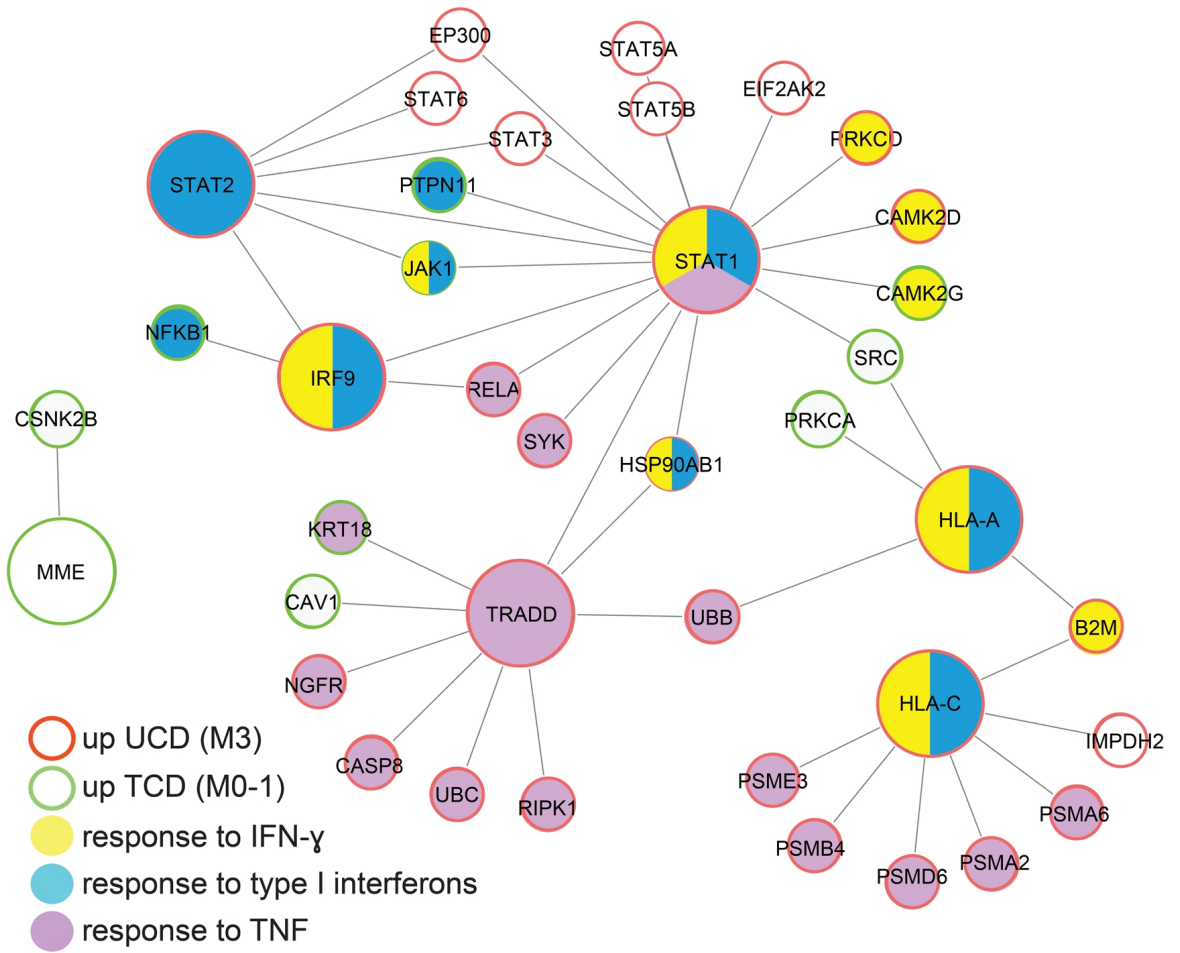 EP300
STAT5A
STAT6
STAT5B
EIF2AK2
STAT3
PRKCD
STAT2
PTPN11
CAMK2D
JAK1
STAT1
CAMK2G
NFKB1
IRF9
RELA
SRC
CSNK2B
SYK
PRKCA
HSP90AB1
KRT18
HLA-A
MME
CAV1
TRADD
UBB
B2M
NGFR
HLA-C
IMPDH2
CASP8
UBC
RIPK1
PSME3
PSMA6
PSMB4
PSMD6
PSMA2
up UCD (M3)
up TCD (M0-1)
response to IFN-ɣ
response to type I interferons
response to TNF